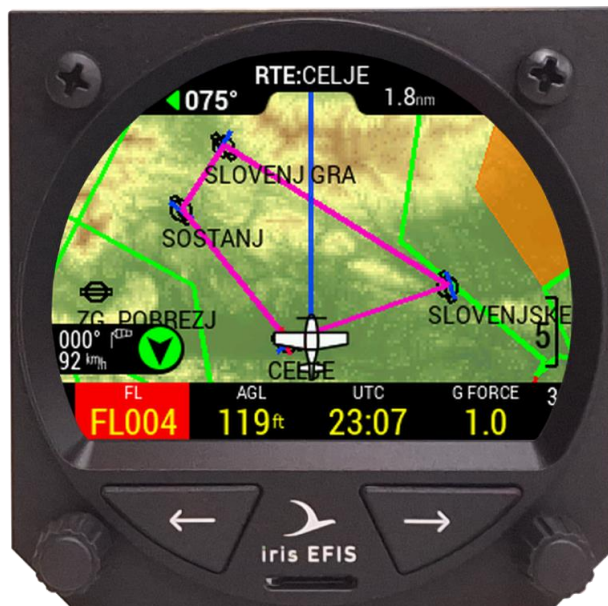 RTE:CELJE
075°
1.8nm
SLOVENJ GRA
SOSTANJ
ZG. POBREZJ
SLOVENJSKE
5
000°
92 km/h
CELJE
FL
AGL
UTC
G FORCE
3
FL004
119ft
23:07
1.0
iris EFIS